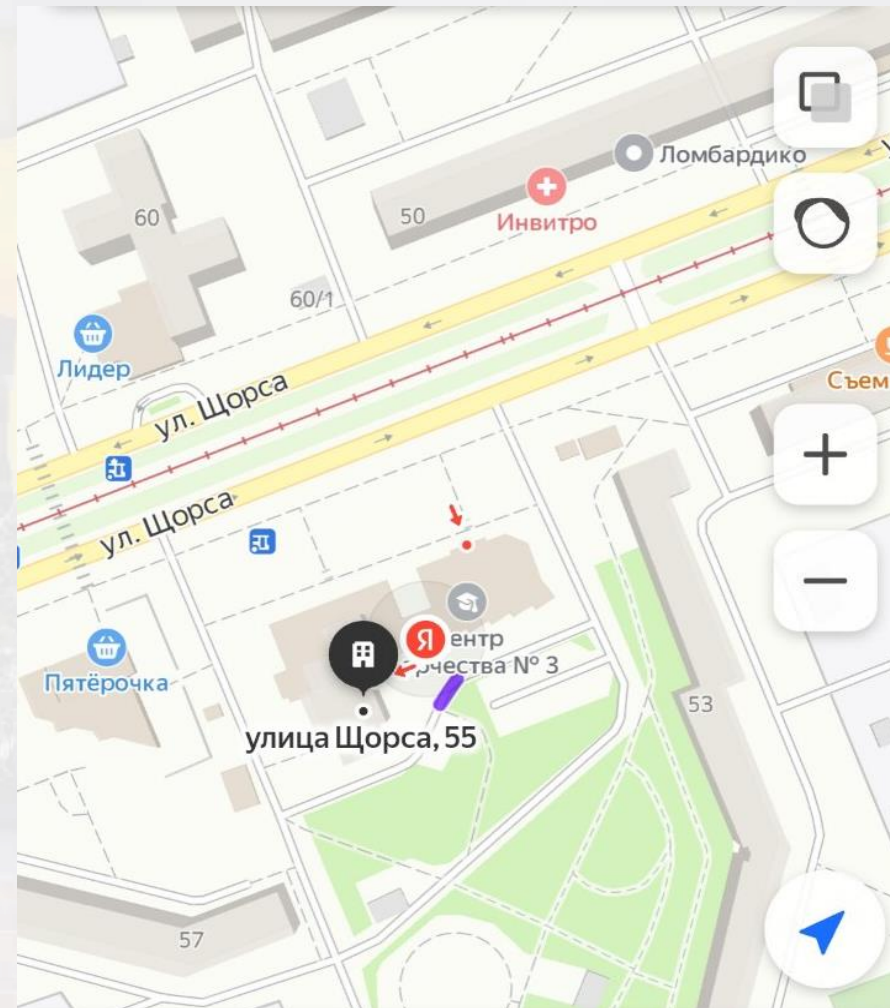 Ломбардико
60
50
Инвитро
60/1
Лидер
ул. Щорса
Съем
ул. Щорса
Я
ентр
рчества № 3
Пятёрочка
53
улица Щорса, 55
57